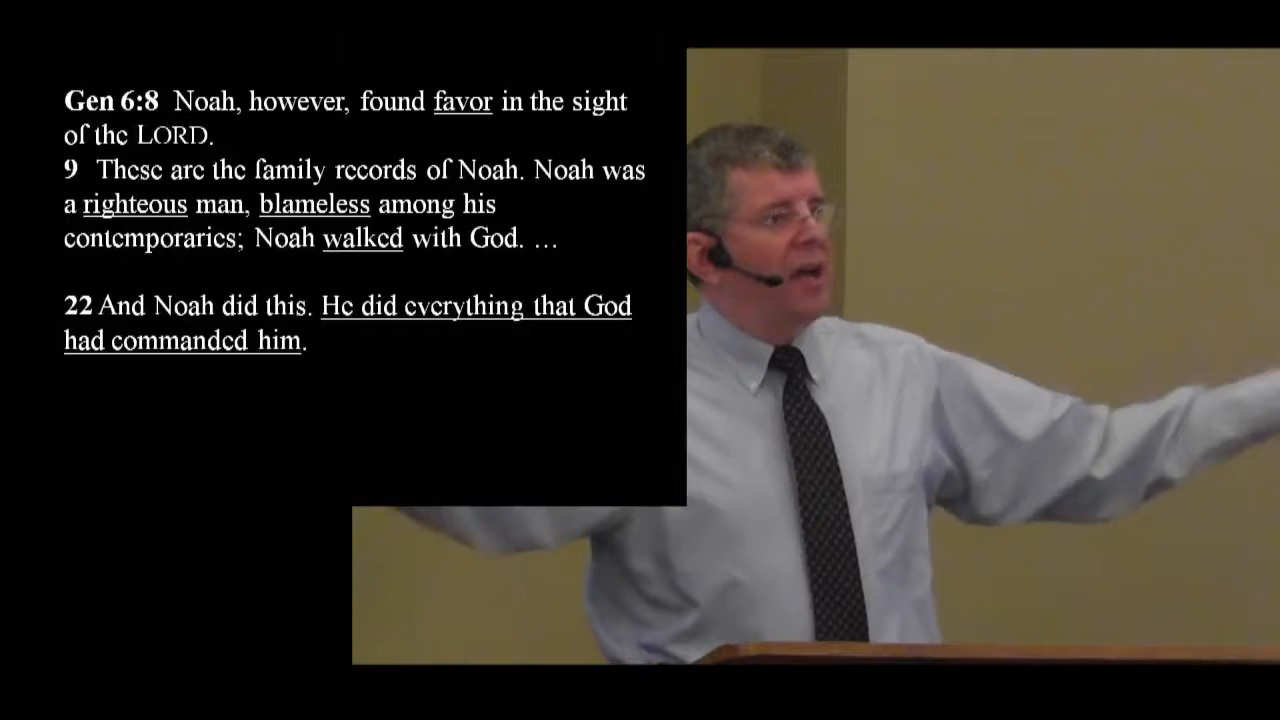 Gen 6:8 Noah, however, found favor in the sight
of the LORD.
9 These are the family records of Noah. Noah was
a righteous man, blameless among his
contemporaries; Noah walked with God. …
22 And Noah did this. He did everything that God
had commanded him.